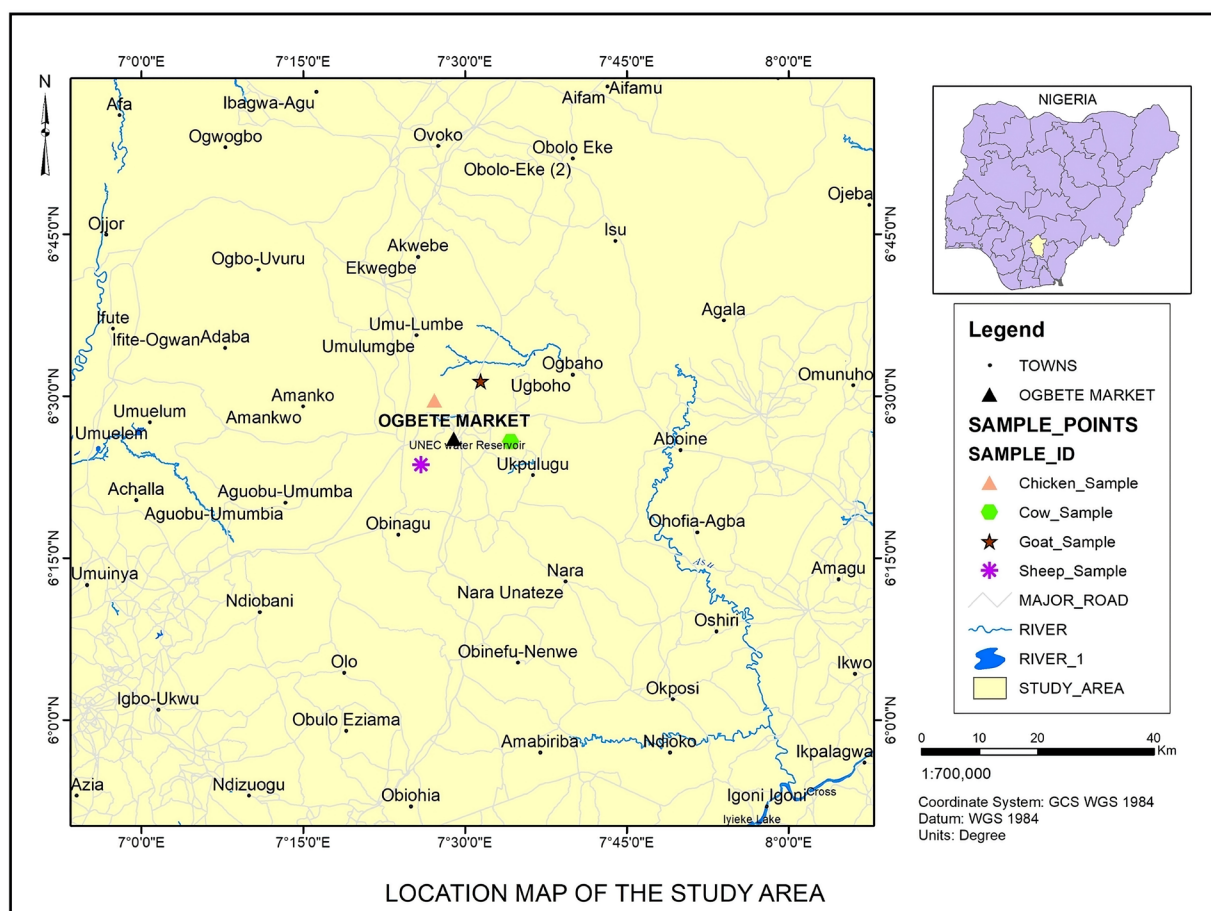 7°0'0"E
7°15'0"E
7°30'0"E
7°45'0"E
8°0'0"E
N
Afa
Ibagwa-Agu
Aifam
Aifamu
Ogwogbo
Ovoko
Obolo Eke
Obolo-Eke (2)
Ojeba
Ojjor
Isu
6°45'0"N
6°45'0"N
Akwebe
Ogbo-Uvuru
Ekwegbe
Agala
Ifute
Ifite-Ogwan
Adaba
Umu-Lumbe
Umulumgbe
Ogbaho
Omunuho
Ugboho
6°30'0"N
6°30'0"N
Amanko
Umuelum
Amankwo
OGBETE MARKET
Umuelem
UNEC water Reservoir
Aboine
Ukpulugu
Achalla
Aguobu-Umumba
Aguobu-Umumbia
Obinagu
Ohofia-Agba
6°15'0"N
6°15'0"N
Asu
Umuinya
Nara
Amagu
Nara Unateze
Ndiobani
Oshiri
Obinefu-Nenwe
Olo
Ikwo
Okposi
Igbo-Ukwu
Obulo Eziama
6°0'0"N
6°0'0"N
Amabiriba
Ndioko
Ikpalagwa
Azia
Ndizuogu
Obiohia
Igoni Igoni
Cross
Iyieke Lake
7°0'0"E
7°15'0"E
7°30'0"E
7°45'0"E
8°0'0"E
NIGERIA
Legend
TOWNS
OGBETE MARKET
SAMPLE_POINTS
SAMPLE_ID
Chicken_Sample
Cow_Sample
Goat_Sample
Sheep_Sample
MAJOR_ROAD
RIVER
RIVER_1
STUDY_AREA
0 10 20 40
Km
1:700,000
Coordinate System: GCS WGS 1984
Datum: WGS 1984
Units: Degree
LOCATION MAP OF THE STUDY AREA